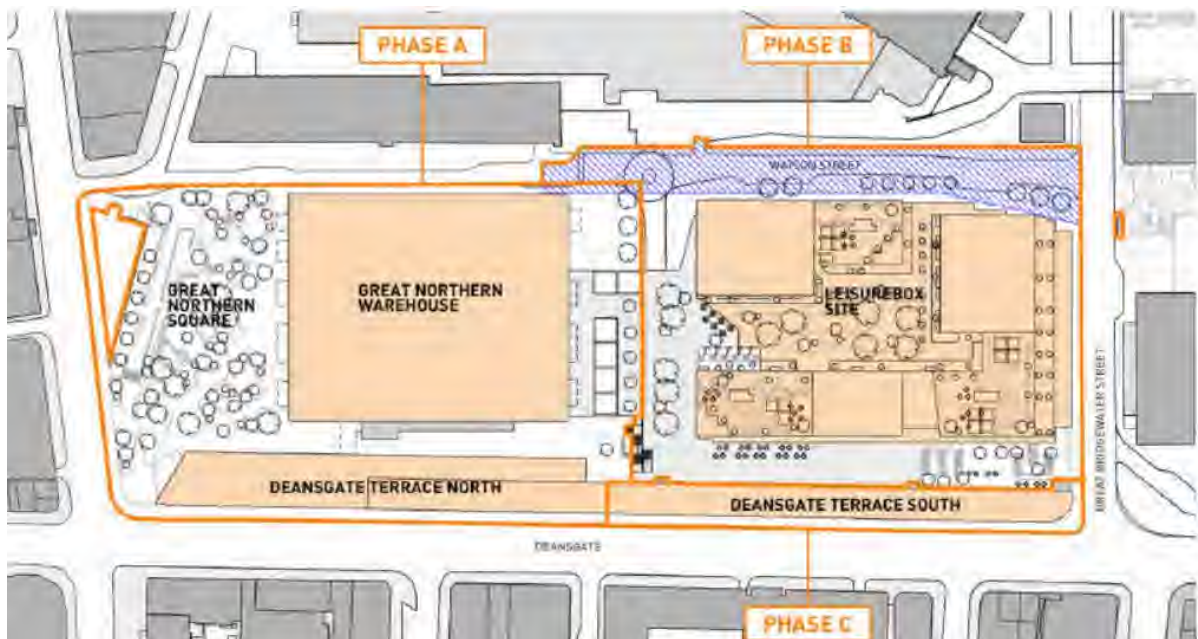 PHASE A
PHASE B
WATSON STREET
GREAT
NORTHERN
SQUARE
GREAT NORTHERN
WAREHOUSE
LEISUREBOX
SITE
GREAT BRIDGEWATER STREET
DEANSGATE TERRACE NORTH
DEANSGATE TERRACE SOUTH
DEANSGATE
PHASE C